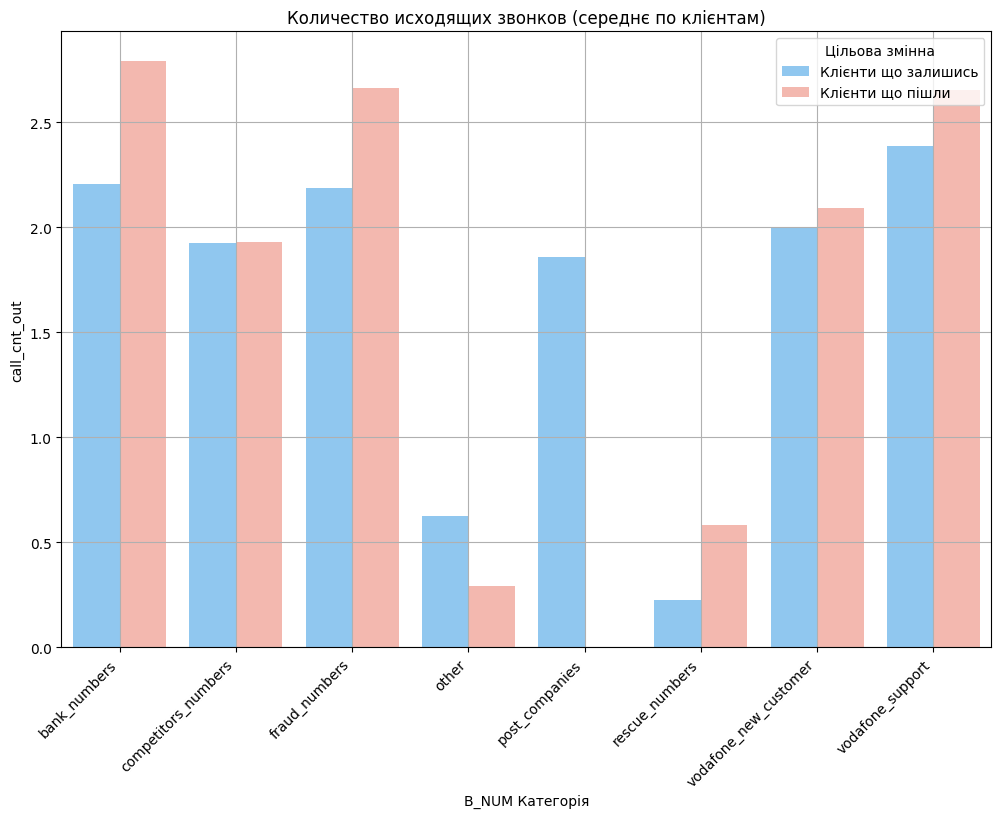 Количество исходящих звонков (середнє по клієнтам)
Цільова змінна
Клієнти що залишись
Клієнти що пішли
call_cnt_out
2.5
2.0
1.5
1.0
0.5
0.0
bank_numbers
competitors_numbers
fraud_numbers
other
post_companies
rescue_numbers
vodafone_new_customer
vodafone_support
B_NUM Категорія